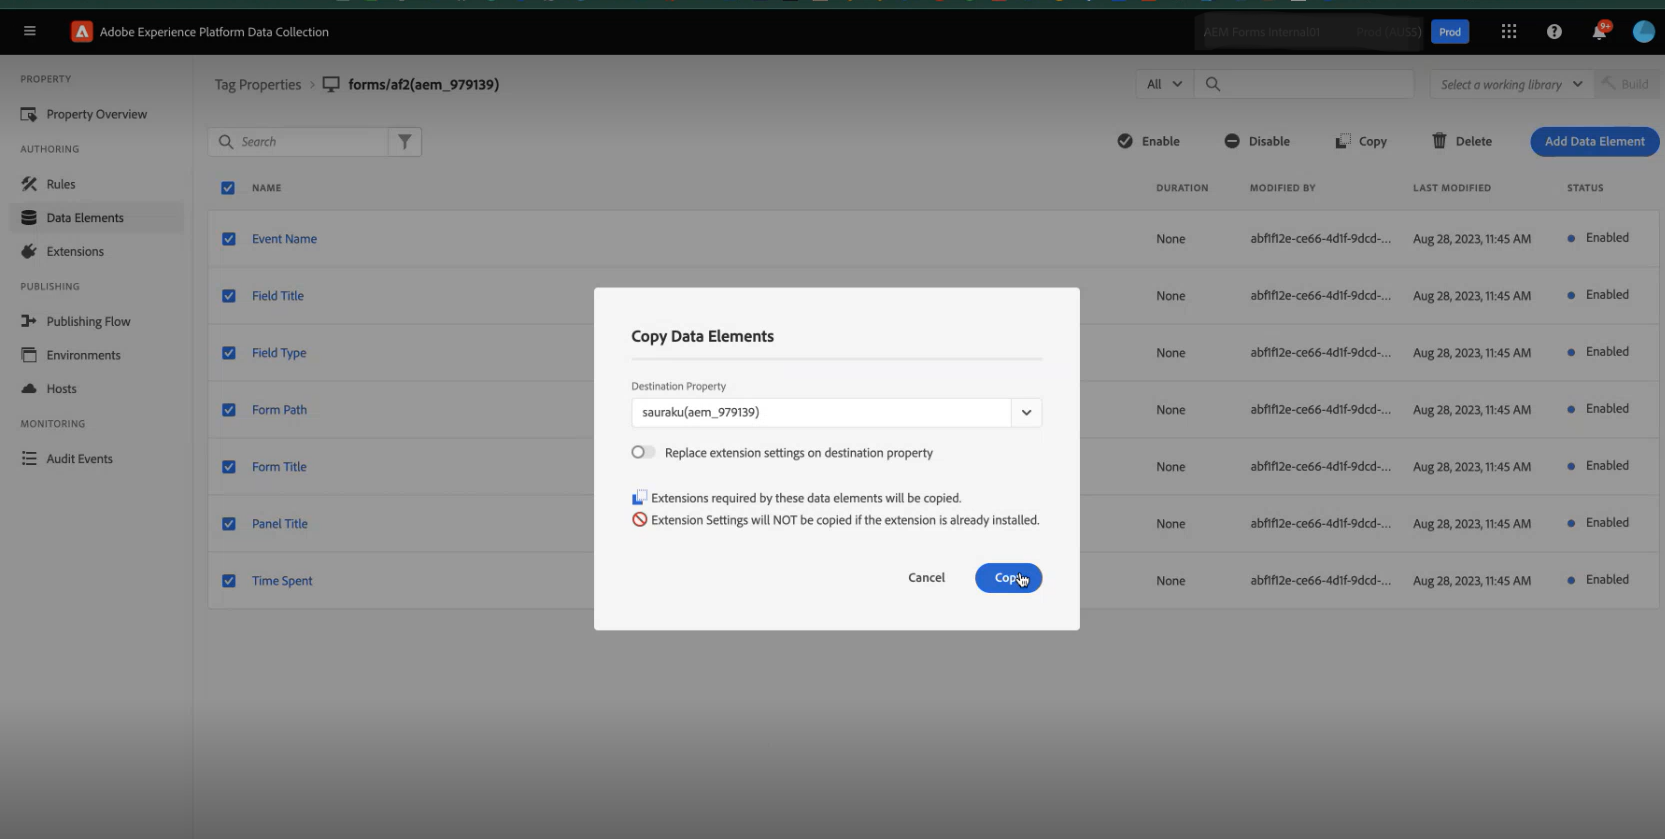 Adobe Experience Platform Data Collection
AEM Forms Internal01 Prod (AUS5) Prod 9+
PROPERTY
Property Overview
AUTHORING
Rules
Data Elements
Extensions
PUBLISHING
Publishing Flow
Environments
Hosts
MONITORING
Audit Events
Tag Properties > forms/af2(aem_979139)
All
Select a working library
Build
Search
Enable
Disable
Copy
Delete
Add Data Element
NAME DURATION MODIFIED BY LAST MODIFIED STATUS
Event Name None abf1f12e-ce66-4d1f-9dcd-... Aug 28, 2023, 11:45 AM Enabled
Field Title None abf1f12e-ce66-4d1f-9dcd-... Aug 28, 2023, 11:45 AM Enabled
Field Type None abf1f12e-ce66-4d1f-9dcd-... Aug 28, 2023, 11:45 AM Enabled
Form Path None abf1f12e-ce66-4d1f-9dcd-... Aug 28, 2023, 11:45 AM Enabled
Form Title None abf1f12e-ce66-4d1f-9dcd-... Aug 28, 2023, 11:45 AM Enabled
Panel Title None abf1f12e-ce66-4d1f-9dcd-... Aug 28, 2023, 11:45 AM Enabled
Time Spent None abf1f12e-ce66-4d1f-9dcd-... Aug 28, 2023, 11:45 AM Enabled
Copy Data Elements
Destination Property
sauraku(aem_979139)
Replace extension settings on destination property
Extensions required by these data elements will be copied.
Extension Settings will NOT be copied if the extension is already installed.
Cancel
Copy